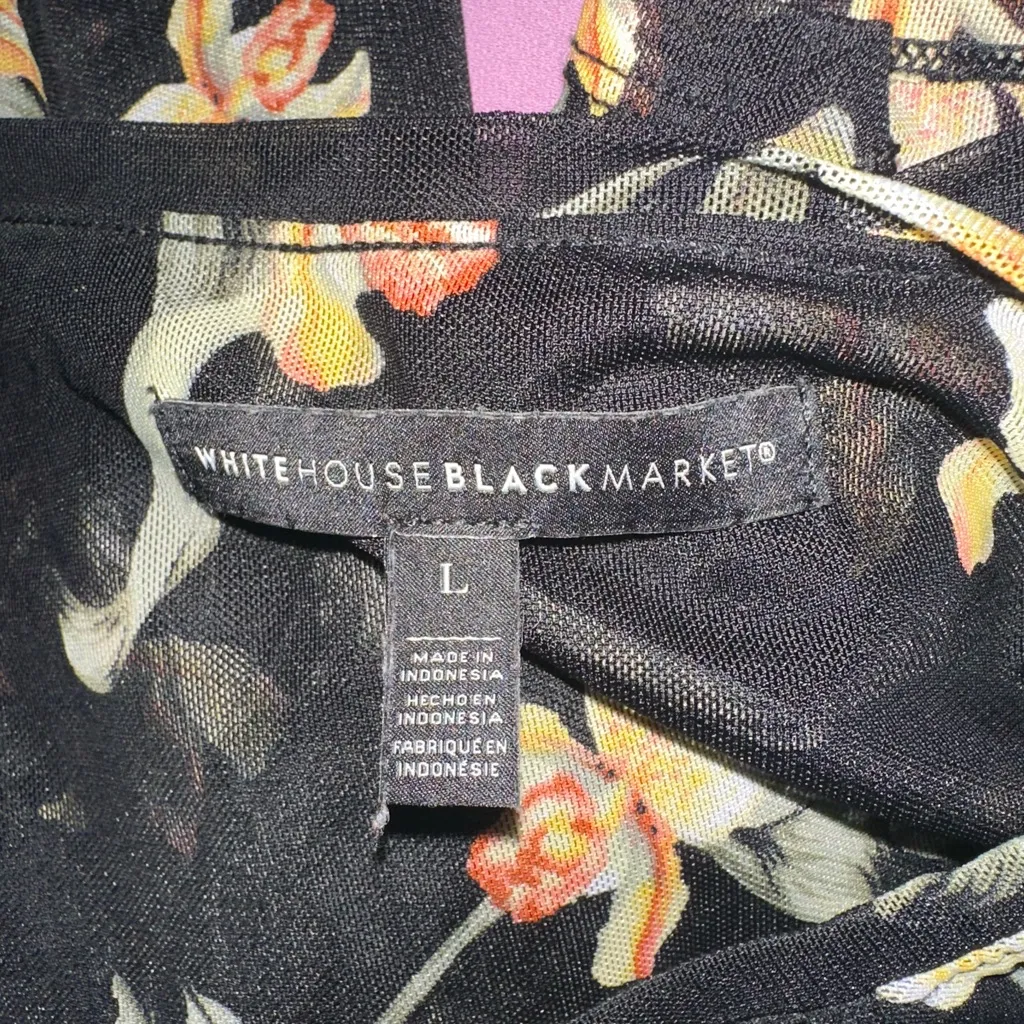 WHITEHOUSEBLACKMARKET®
L
MADE IN
INDONESIA
HECHO EN
INDONESIA
FABRIQUÉ EN
INDONÉSIE